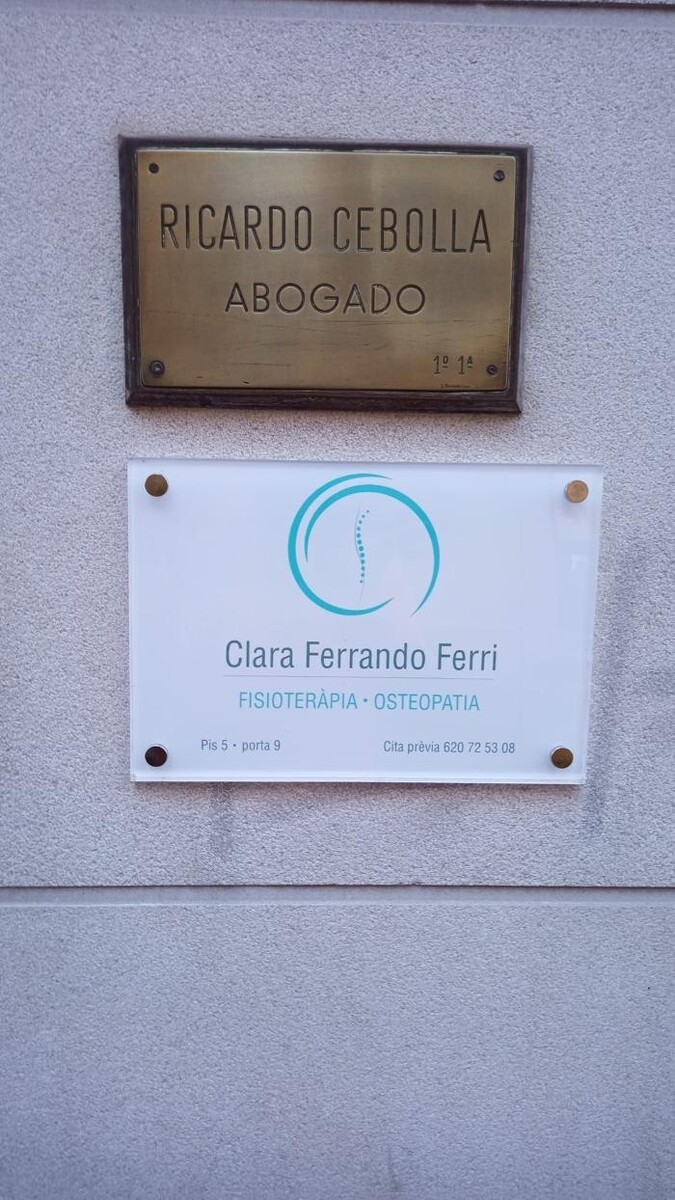 RICARDO CEBOLLA
ABOGADO
1º 1ª
Clara Ferrando Ferri
FISIOTERÀPIA • OSTEOPATIA
Pis 5 • porta 9 Cita prèvia 620 72 53 08